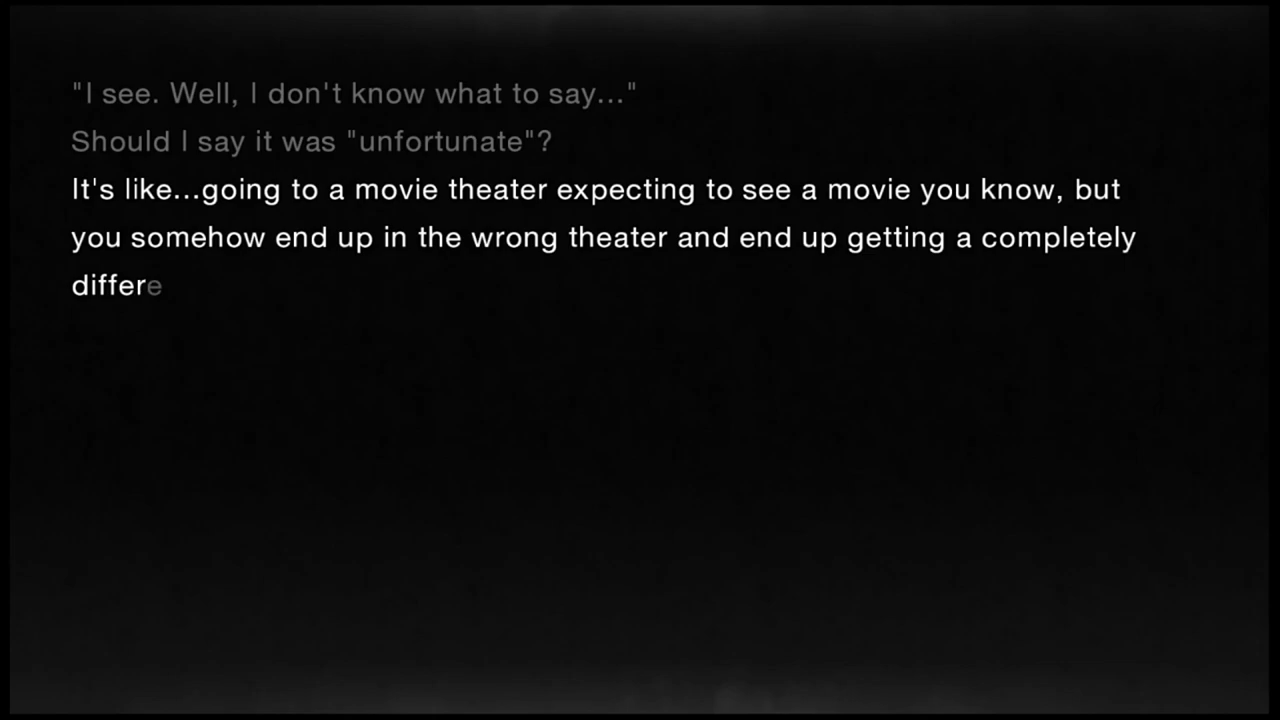 "I see. Well, I don't know what to say..."
Should I say it was "unfortunate"?
It's like...going to a movie theater expecting to see a movie you know, but
you somehow end up in the wrong theater and end up getting a completely
differe